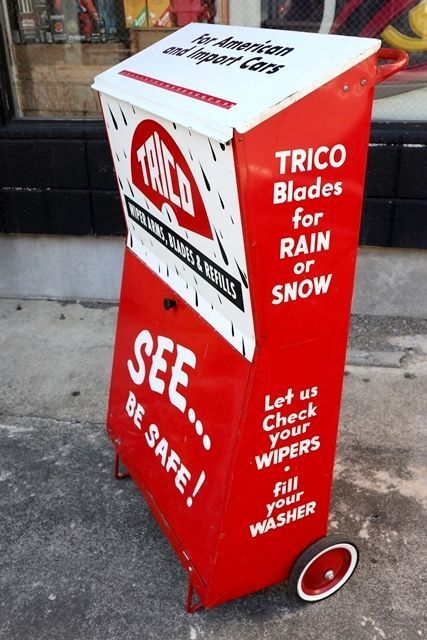 TRICO
For American
and Import Cars
TRICO
WIPER ARMS, BLADES & REFILLS
SEE...
BE SAFE!
TRICO
Blades
for
RAIN
or
SNOW
Let us
Check
your
WIPERS
•
fill
your
WASHER